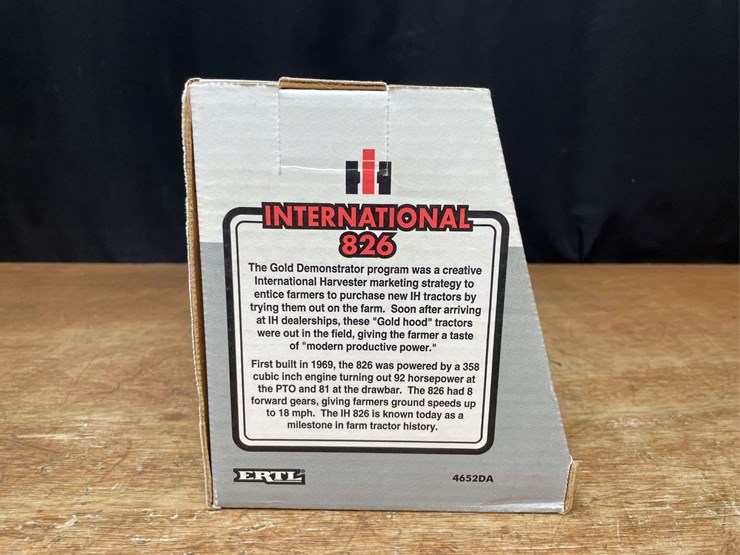 IH
INTERNATIONAL
826
The Gold Demonstrator program was a creative
International Harvester marketing strategy to
entice farmers to purchase new IH tractors by
trying them out on the farm. Soon after arriving
at IH dealerships, these "Gold hood" tractors
were out in the field, giving the farmer a taste
of "modern productive power."
First built in 1969, the 826 was powered by a 358
cubic inch engine turning out 92 horsepower at
the PTO and 81 at the drawbar. The 826 had 8
forward gears, giving farmers ground speeds up
to 18 mph. The IH 826 is known today as a
milestone in farm tractor history.
ERTL
4652DA